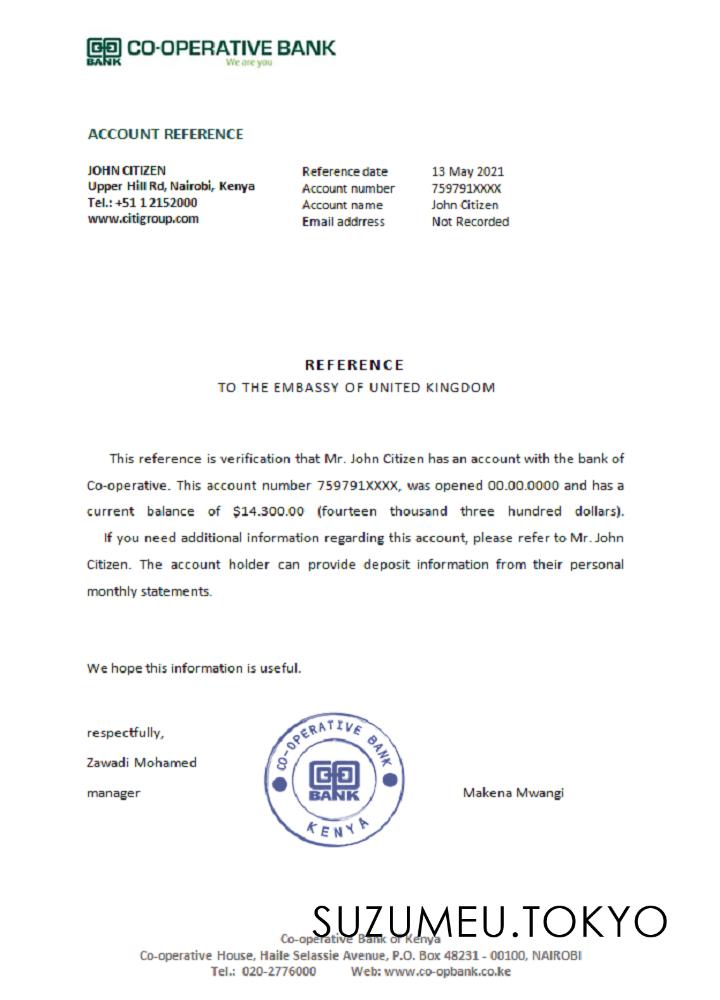 BANK CO-OPERATIVE BANK
We are you
ACCOUNT REFERENCE
JOHN CITIZEN
Upper Hill Rd, Nairobi, Kenya
Tel.: +51 1 2152000
www.citigroup.com
Reference date 13 May 2021
Account number 759791XXXX
Account name John Citizen
Email addrress Not Recorded
REFERENCE
TO THE EMBASSY OF UNITED KINGDOM
This reference is verification that Mr. John Citizen has an account with the bank of
Co-operative. This account number 759791XXXX, was opened 00.00.0000 and has a
current balance of $14.300.00 (fourteen thousand three hundred dollars).
If you need additional information regarding this account, please refer to Mr. John
Citizen. The account holder can provide deposit information from their personal
monthly statements.
We hope this information is useful.
respectfully,
Zawadi Mohamed
manager
CO-OPERATIVE BANK
BANK
KENYA
Makena Mwangi
SUZUMEU.TOKYO
Co-operative Bank of Kenya
Co-operative House, Haile Selassie Avenue, P.O. Box 48231 - 00100, NAIROBI
Tel.: 020-2776000 Web: www.co-opbank.co.ke